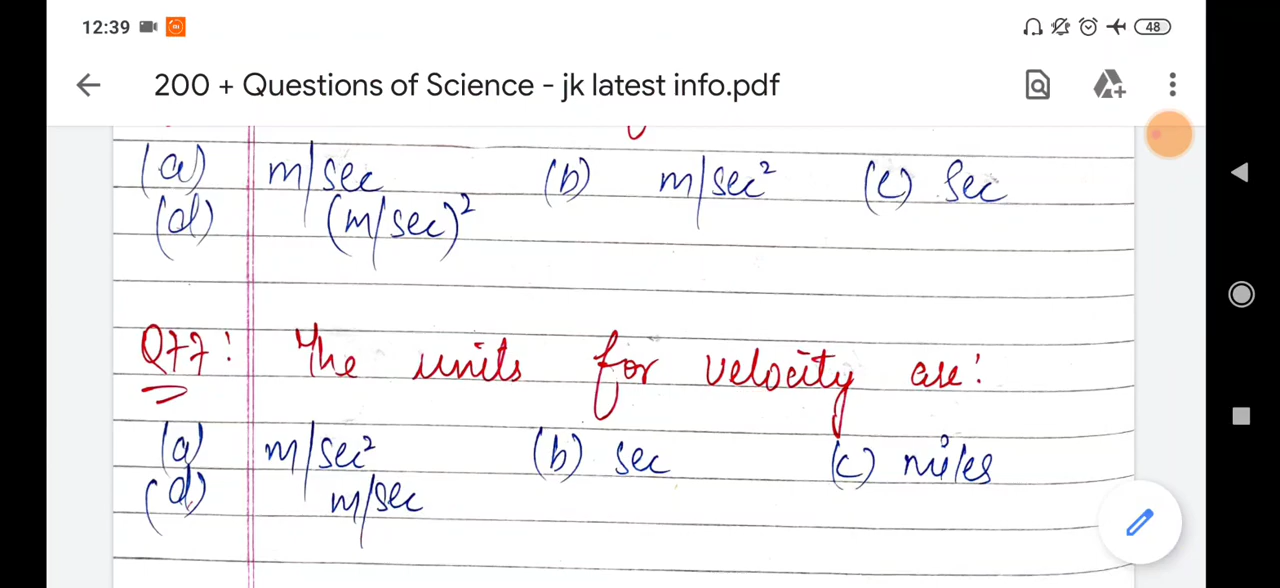 12:39 48
200 + Questions of Science - jk latest info.pdf
(a) m/sec (b) m/sec² (c) Sec
(d) (m/sec)²
Q77: The units for velocity are:
(a) m/sec² (b) sec (c) miles
(d) m/sec